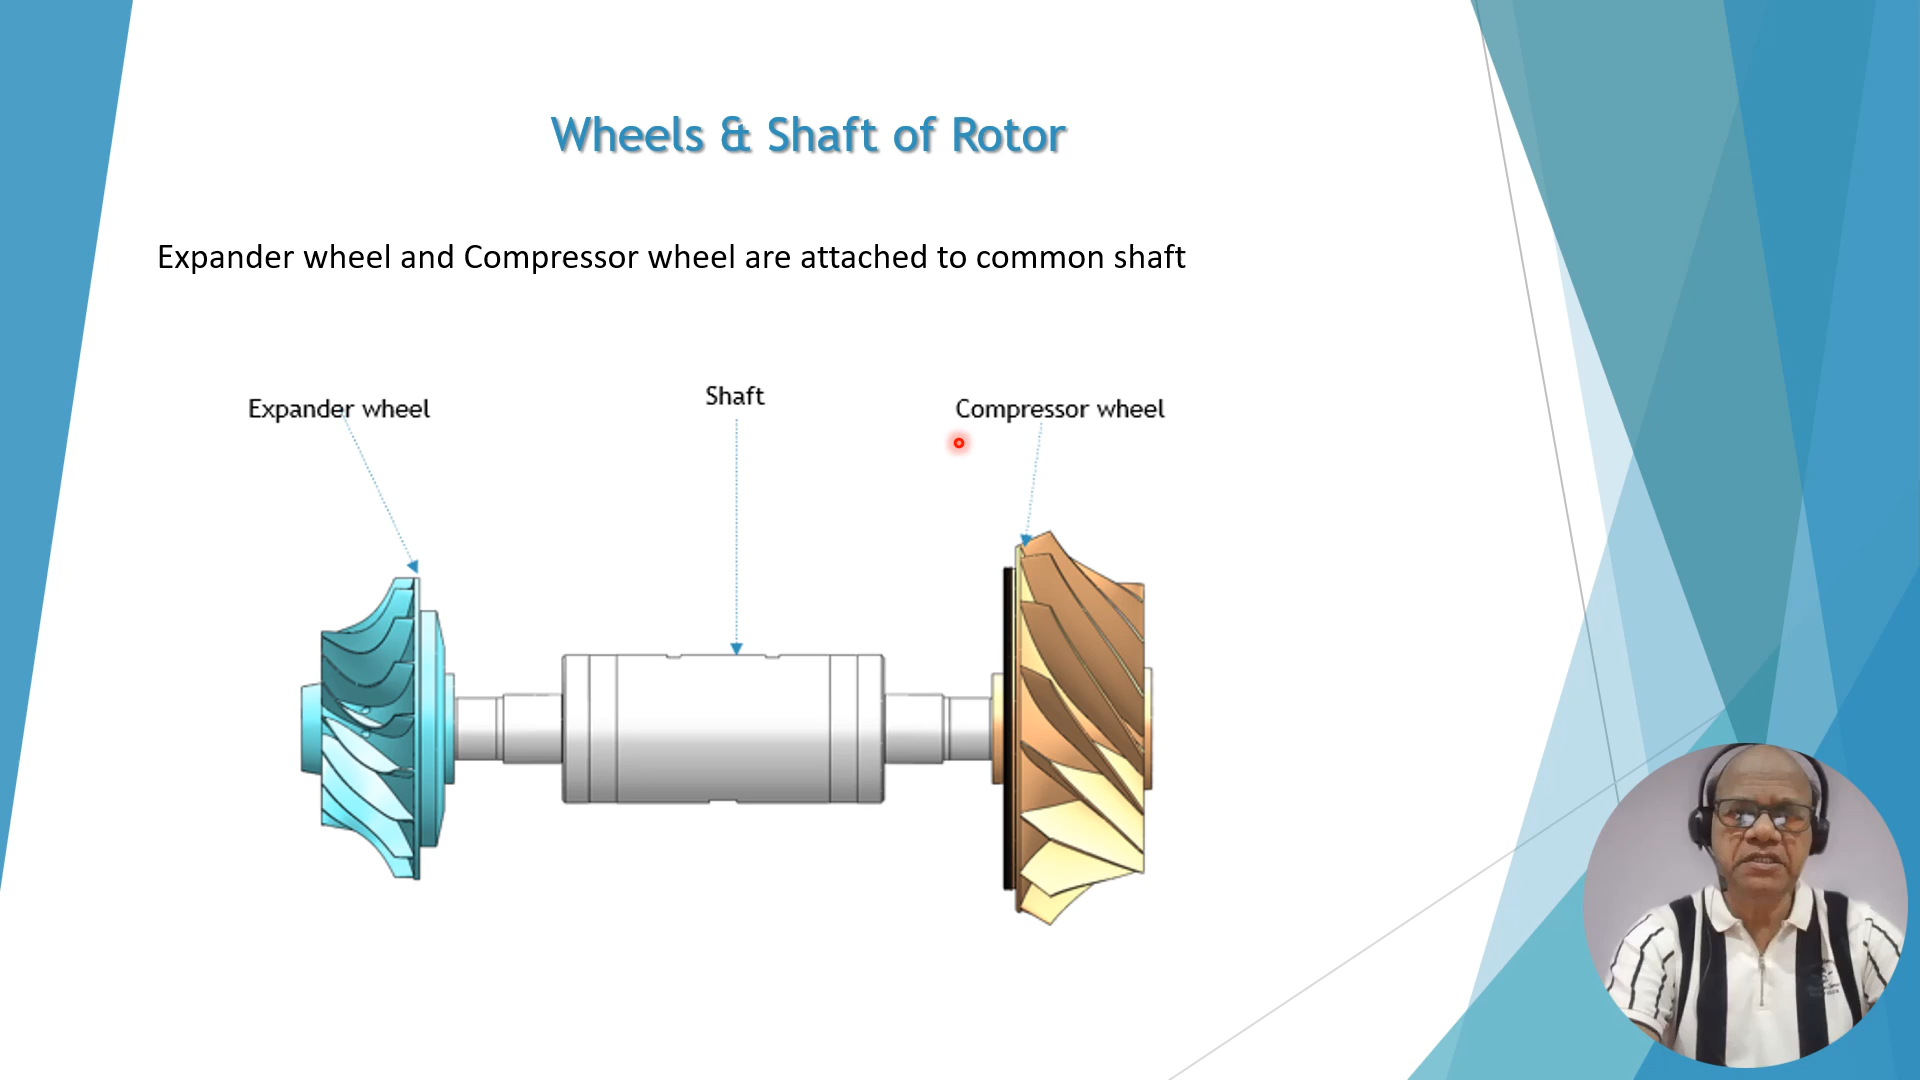 Wheels & Shaft of Rotor
Expander wheel and Compressor wheel are attached to common shaft
Expander wheel
Shaft
Compressor wheel